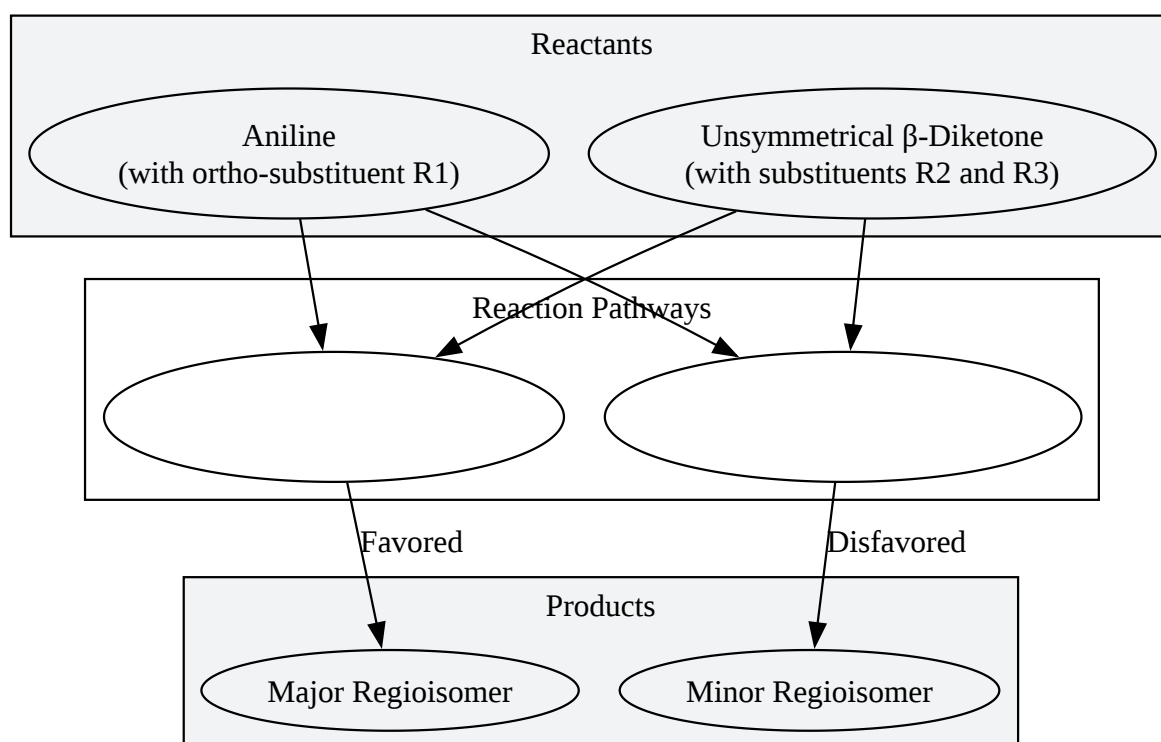 Reactants
Aniline
(with ortho-substituent R1)
Unsymmetrical β-Diketone
(with substituents R2 and R3)
Reaction Pathways
Favored
Disfavored
Products
Major Regioisomer
Minor Regioisomer